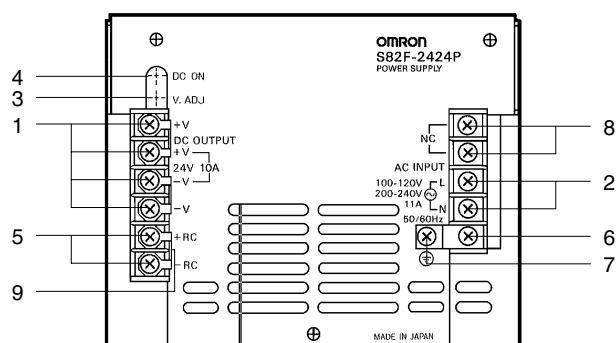 OMRON
S82F-2424P
POWER SUPPLY
4
DC ON
3
V. ADJ
1
+V
8
NC
DC OUTPUT
+V
24V 10A
AC INPUT
-V
100-120V L
2
200-240V
11A N
-V
50/60Hz
5
+RC
6
-RC
7
9
MADE IN JAPAN